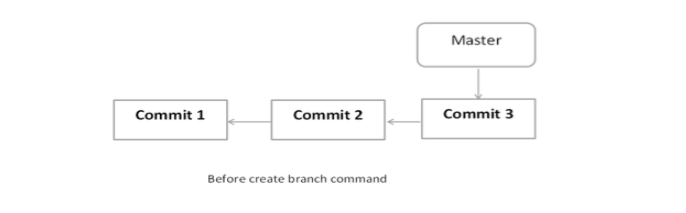 Master
Commit 1
Commit 2
Commit 3
Before create branch command